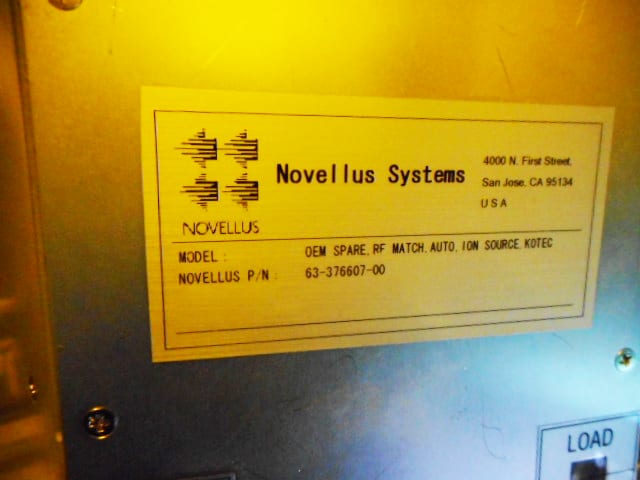 Novellus Systems
4000 N. First Street,
San Jose, CA 95134
U S A
NOVELLUS
MODEL : OEM SPARE, RF MATCH, AUTO, ION SOURCE, KOTEC
NOVELLUS P/N : 63-376607-00
LOAD